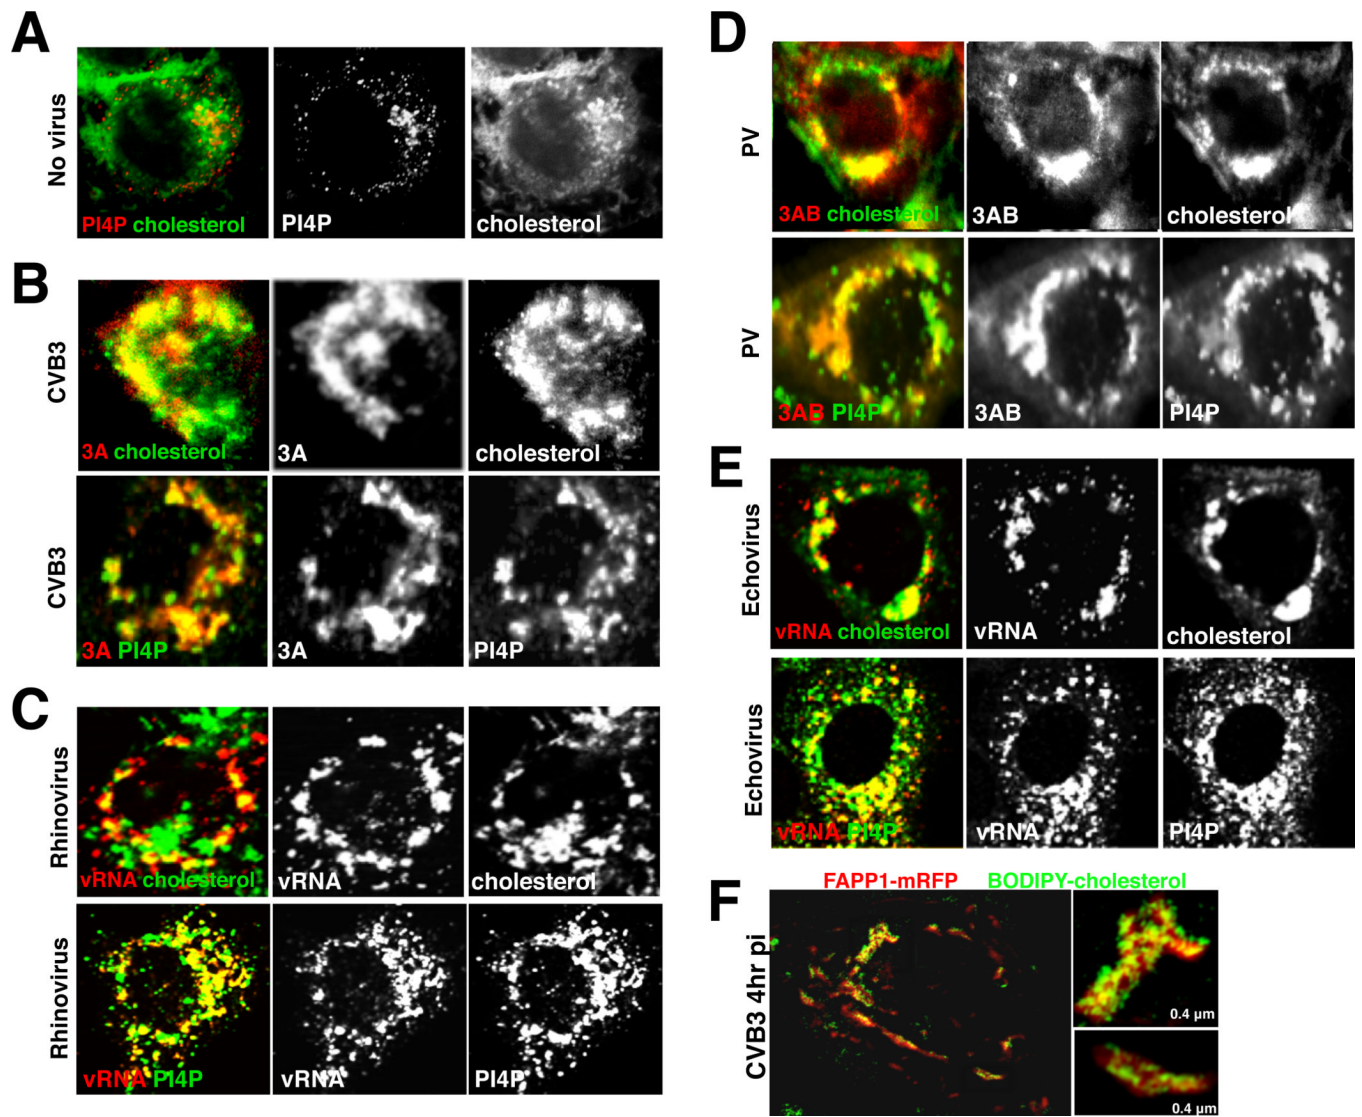 A
No virus
PI4P cholesterol
PI4P
cholesterol
B
CVB3
3A cholesterol
3A
cholesterol
CVB3
3A PI4P
3A
PI4P
C
Rhinovirus
vRNA cholesterol
vRNA
cholesterol
Rhinovirus
vRNA PI4P
vRNA
PI4P
D
PV
3AB cholesterol
3AB
cholesterol
PV
3AB PI4P
3AB
PI4P
E
Echovirus
vRNA cholesterol
vRNA
cholesterol
Echovirus
vRNA PI4P
vRNA
PI4P
F
FAPP1-mRFP BODIPY-cholesterol
CVB3 4hr pi
0.4 µm
0.4 µm